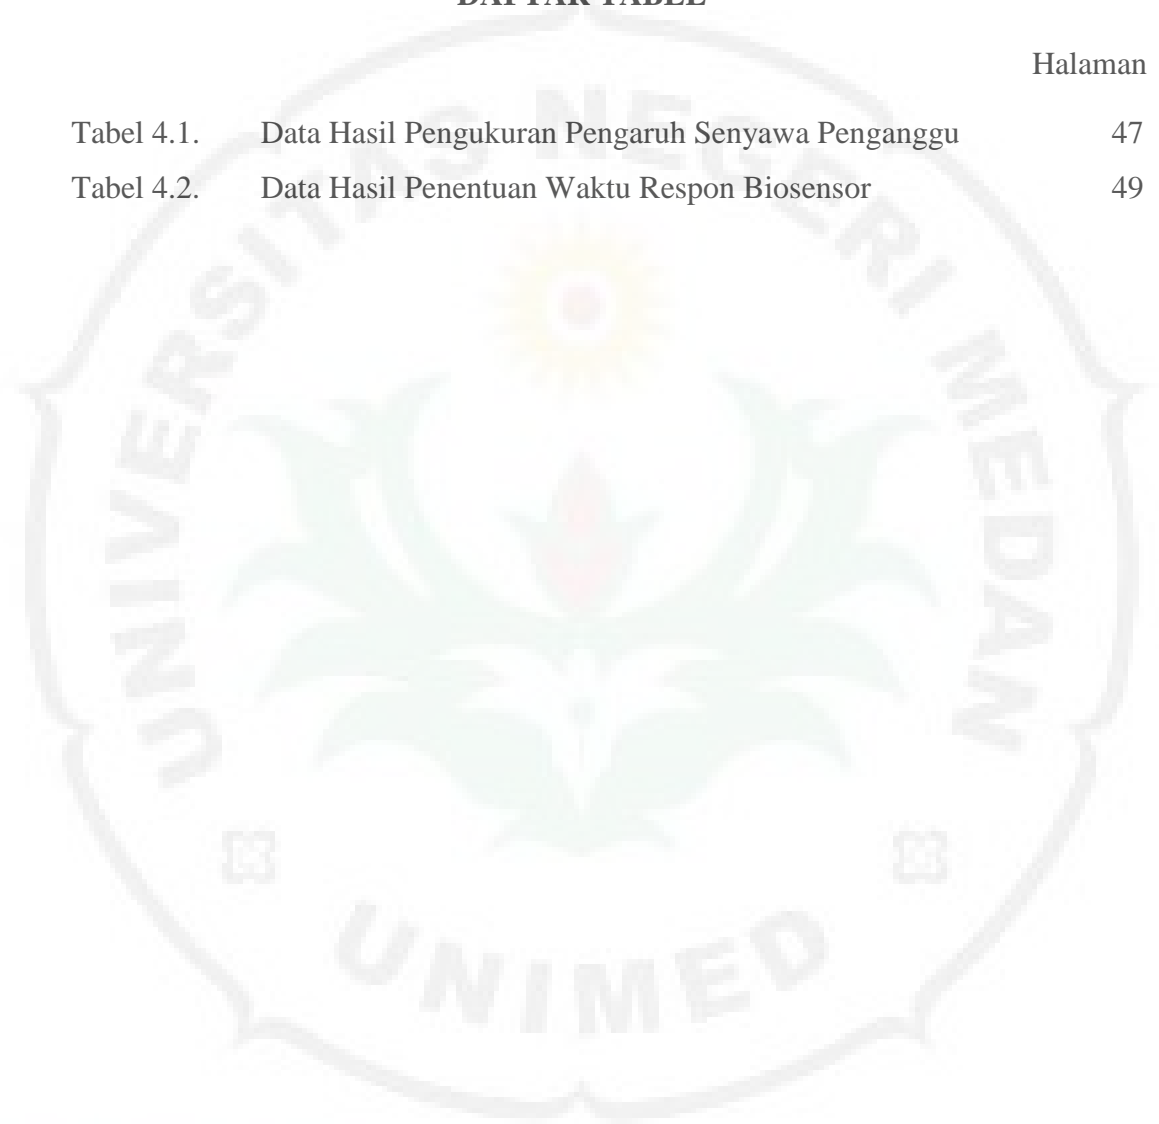 DAFTAR TABEL
Halaman
Tabel 4.1. Data Hasil Pengukuran Pengaruh Senyawa Penganggu 47
Tabel 4.2. Data Hasil Penentuan Waktu Respon Biosensor 49
UNIVERSITAS NEGERI MEDAN
UNIMED